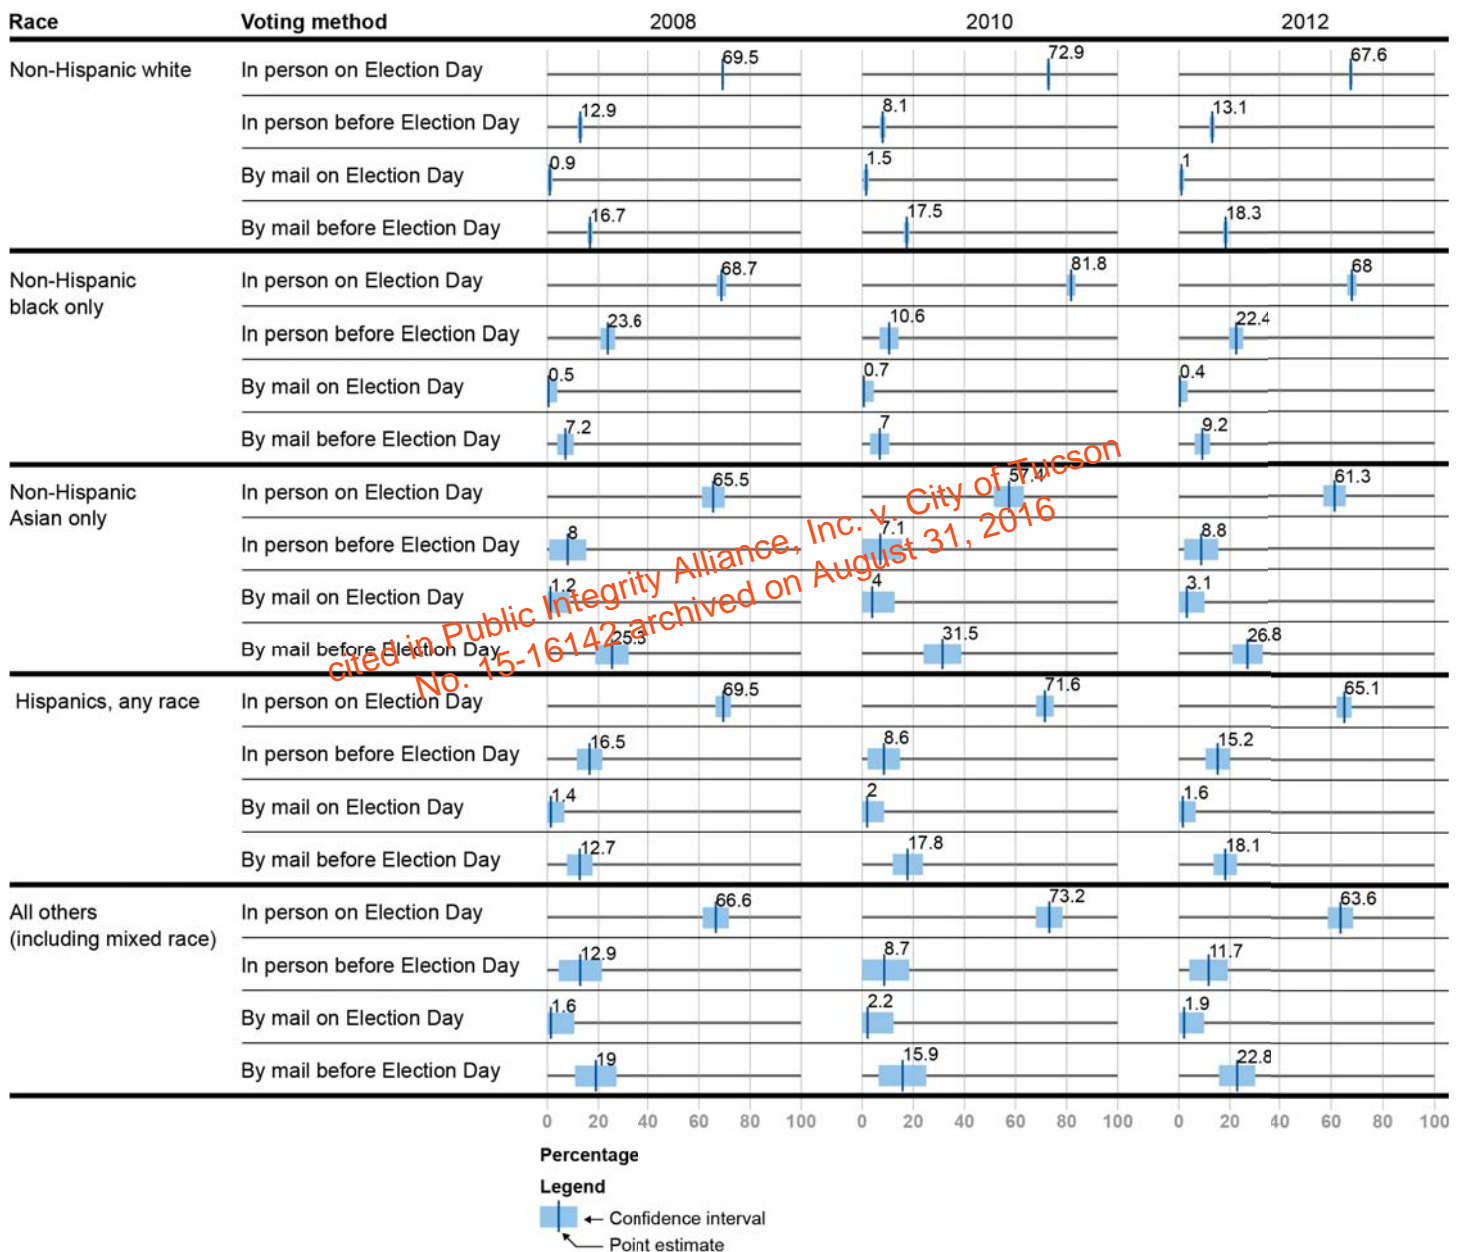 Race Voting method 2008 2010 2012
Non-Hispanic white In person on Election Day 69.5 72.9 67.6
In person before Election Day 12.9 8.1 13.1
By mail on Election Day 0.9 1.5 1
By mail before Election Day 16.7 17.5 18.3
Non-Hispanic
black only
In person on Election Day 68.7 81.8 68
In person before Election Day 23.6 10.6 22.4
By mail on Election Day 0.5 0.7 0.4
By mail before Election Day 7.2 7 9.2
Non-Hispanic
Asian only
In person on Election Day 65.5 57.4 61.3
In person before Election Day 8 7.1 8.8
By mail on Election Day 1.2 4 3.1
By mail before Election Day 25.3 31.5 26.8
cited in Public Integrity Alliance, Inc. v. City of Tucson
No. 15-16142 archived on August 31, 2016
Hispanics, any race In person on Election Day 69.5 71.6 65.1
In person before Election Day 16.5 8.6 15.2
By mail on Election Day 1.4 2 1.6
By mail before Election Day 12.7 17.8 18.1
All others
(including mixed race)
In person on Election Day 66.6 73.2 63.6
In person before Election Day 12.9 8.7 11.7
By mail on Election Day 1.6 2.2 1.9
By mail before Election Day 19 15.9 22.8
0 20 40 60 80 100 0 20 40 60 80 100 0 20 40 60 80 100
Percentage
Legend
Confidence interval
Point estimate